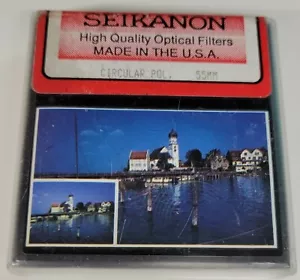 SEIKANON
High Quality Optical Filters
MADE IN THE U.S.A.
CIRCULAR POL. 55MM